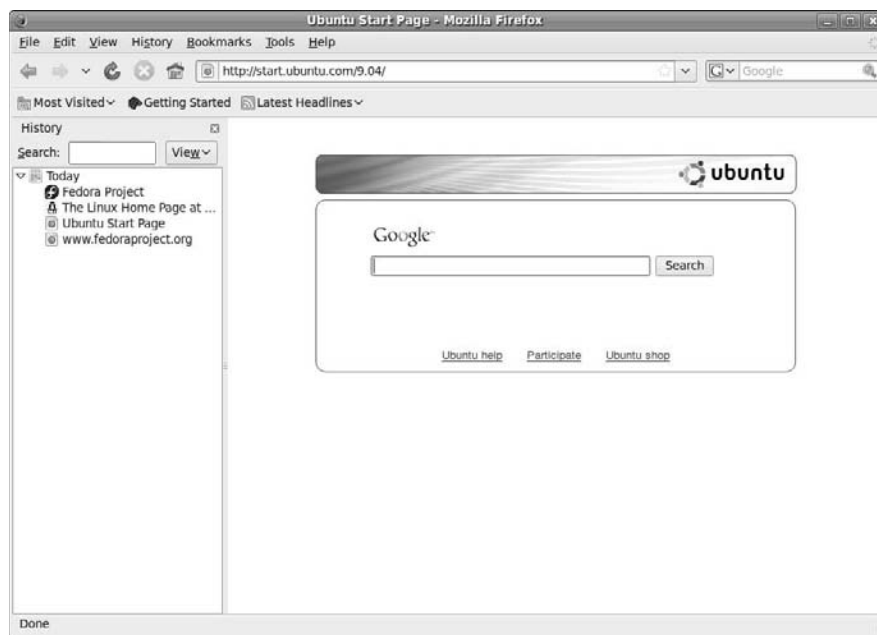 Ubuntu Start Page - Mozilla Firefox
File Edit View History Bookmarks Tools Help
http://start.ubuntu.com/9.04/
G Google
Most Visited Getting Started Latest Headlines
History
Search: View
Today
Fedora Project
The Linux Home Page at ...
Ubuntu Start Page
www.fedoraproject.org
ubuntu
Google
Search
Ubuntu help Participate Ubuntu shop
Done